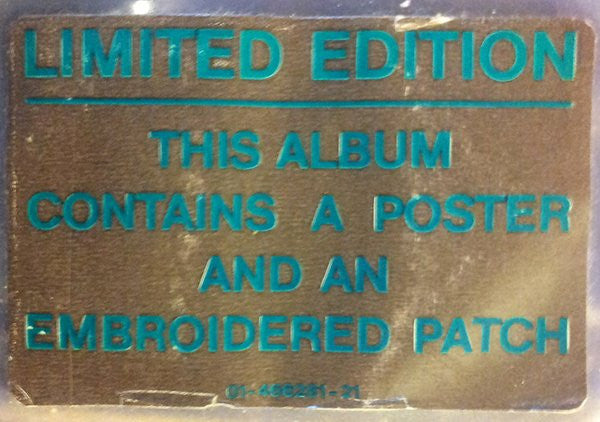 LIMITED EDITION
THIS ALBUM
CONTAINS A POSTER
AND AN
EMBROIDERED PATCH